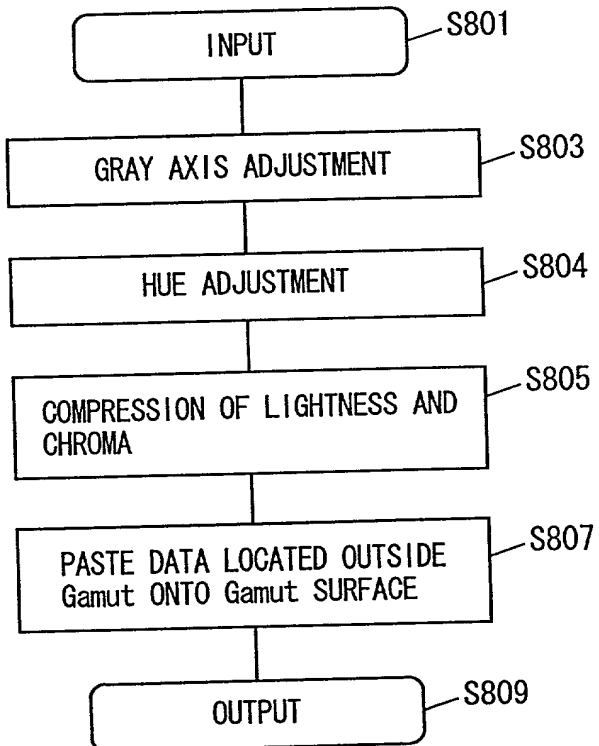 INPUT
S801
GRAY AXIS ADJUSTMENT
S803
HUE ADJUSTMENT
S804
COMPRESSION OF LIGHTNESS AND
CHROMA
S805
PASTE DATA LOCATED OUTSIDE
Gamut ONTO Gamut SURFACE
S807
OUTPUT
S809